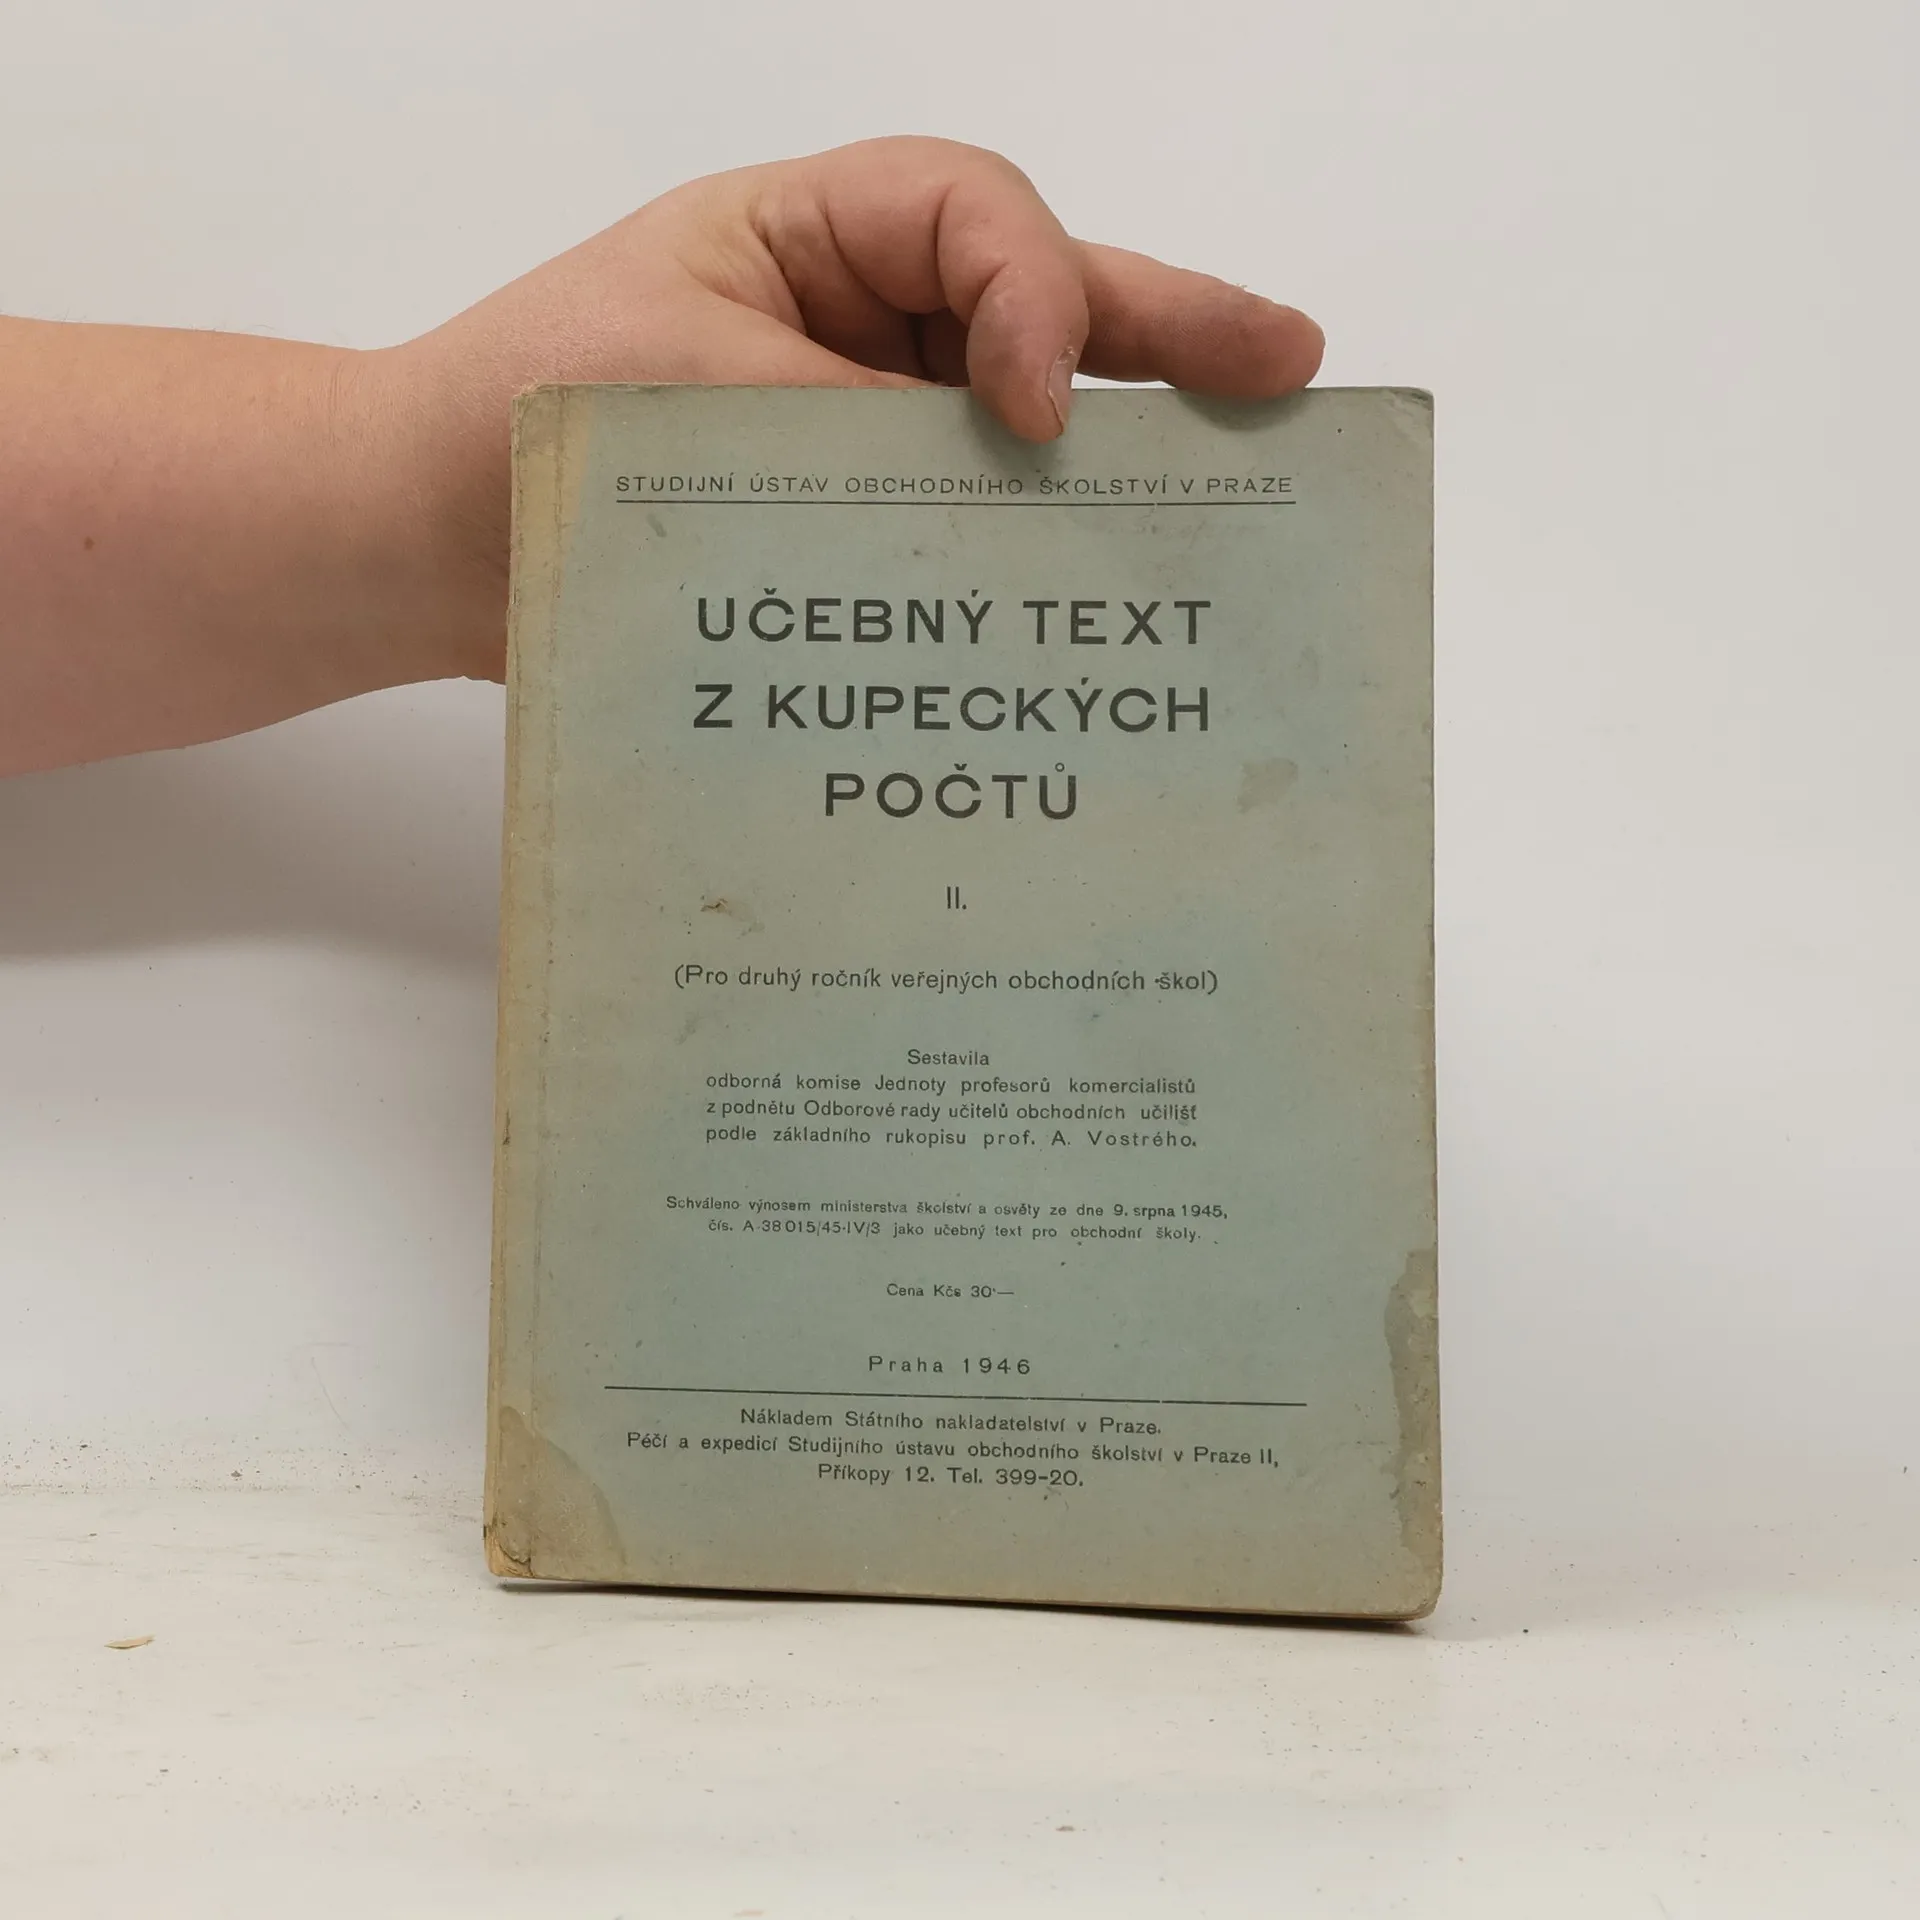 STUDIJNÍ ÚSTAV OBCHODNÍHO ŠKOLSTVÍ V PRAZE
UČEBNÝ TEXT
Z KUPECKÝCH
POČTŮ
II.
(Pro druhý ročník veřejných obchodních škol)
Sestavila
odborná komise Jednoty profesorů komercialistů
z podnětu Odborové rady učitelů obchodních učilišť
podle základního rukopisu prof. A. Vostrého.
Schváleno výnosem ministerstva školství a osvěty ze dne 9. srpna 1945,
čís. A-38015/45-IV/3 jako učebný text pro obchodní školy.
Cena Kčs 30·—
Praha 1946
Nákladem Státního nakladatelství v Praze.
Péčí a expedicí Studijního ústavu obchodního školství v Praze II,
Příkopy 12. Tel. 399-20.